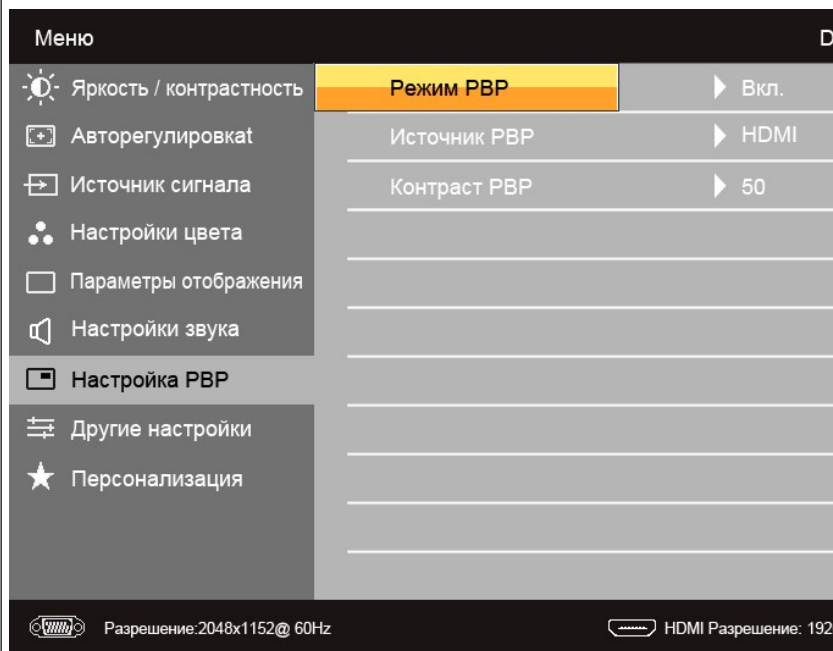 Меню D
Яркость / контрастность
Режим PBP Вкл.
Авторегулировкаt
Источник PBP HDMI
Источник сигнала
Контраст PBP 50
Настройки цвета
Параметры отображения
Настройки звука
Настройка PBP
Другие настройки
Персонализация
Разрешение:2048x1152@ 60Hz HDMI Разрешение: 192